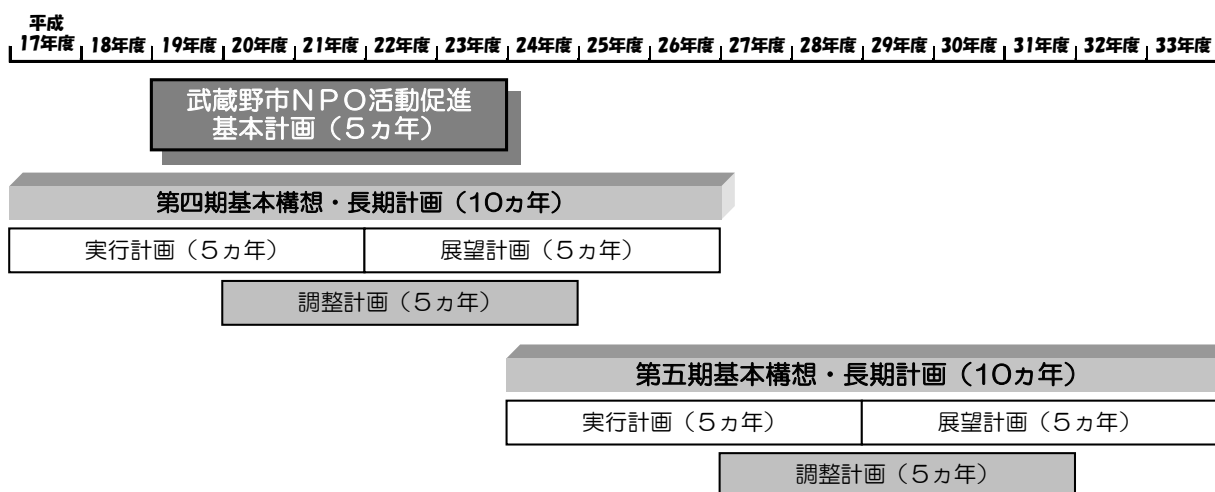 平成
17年度 18年度 19年度 20年度 21年度 22年度 23年度 24年度 25年度 26年度 27年度 28年度 29年度 30年度 31年度 32年度 33年度
武蔵野市ＮＰＯ活動促進
基本計画（５ヵ年）
第四期基本構想・長期計画（10ヵ年）
実行計画（５ヵ年） 展望計画（５ヵ年）
調整計画（５ヵ年）
第五期基本構想・長期計画（10ヵ年）
実行計画（５ヵ年） 展望計画（５ヵ年）
調整計画（５ヵ年）